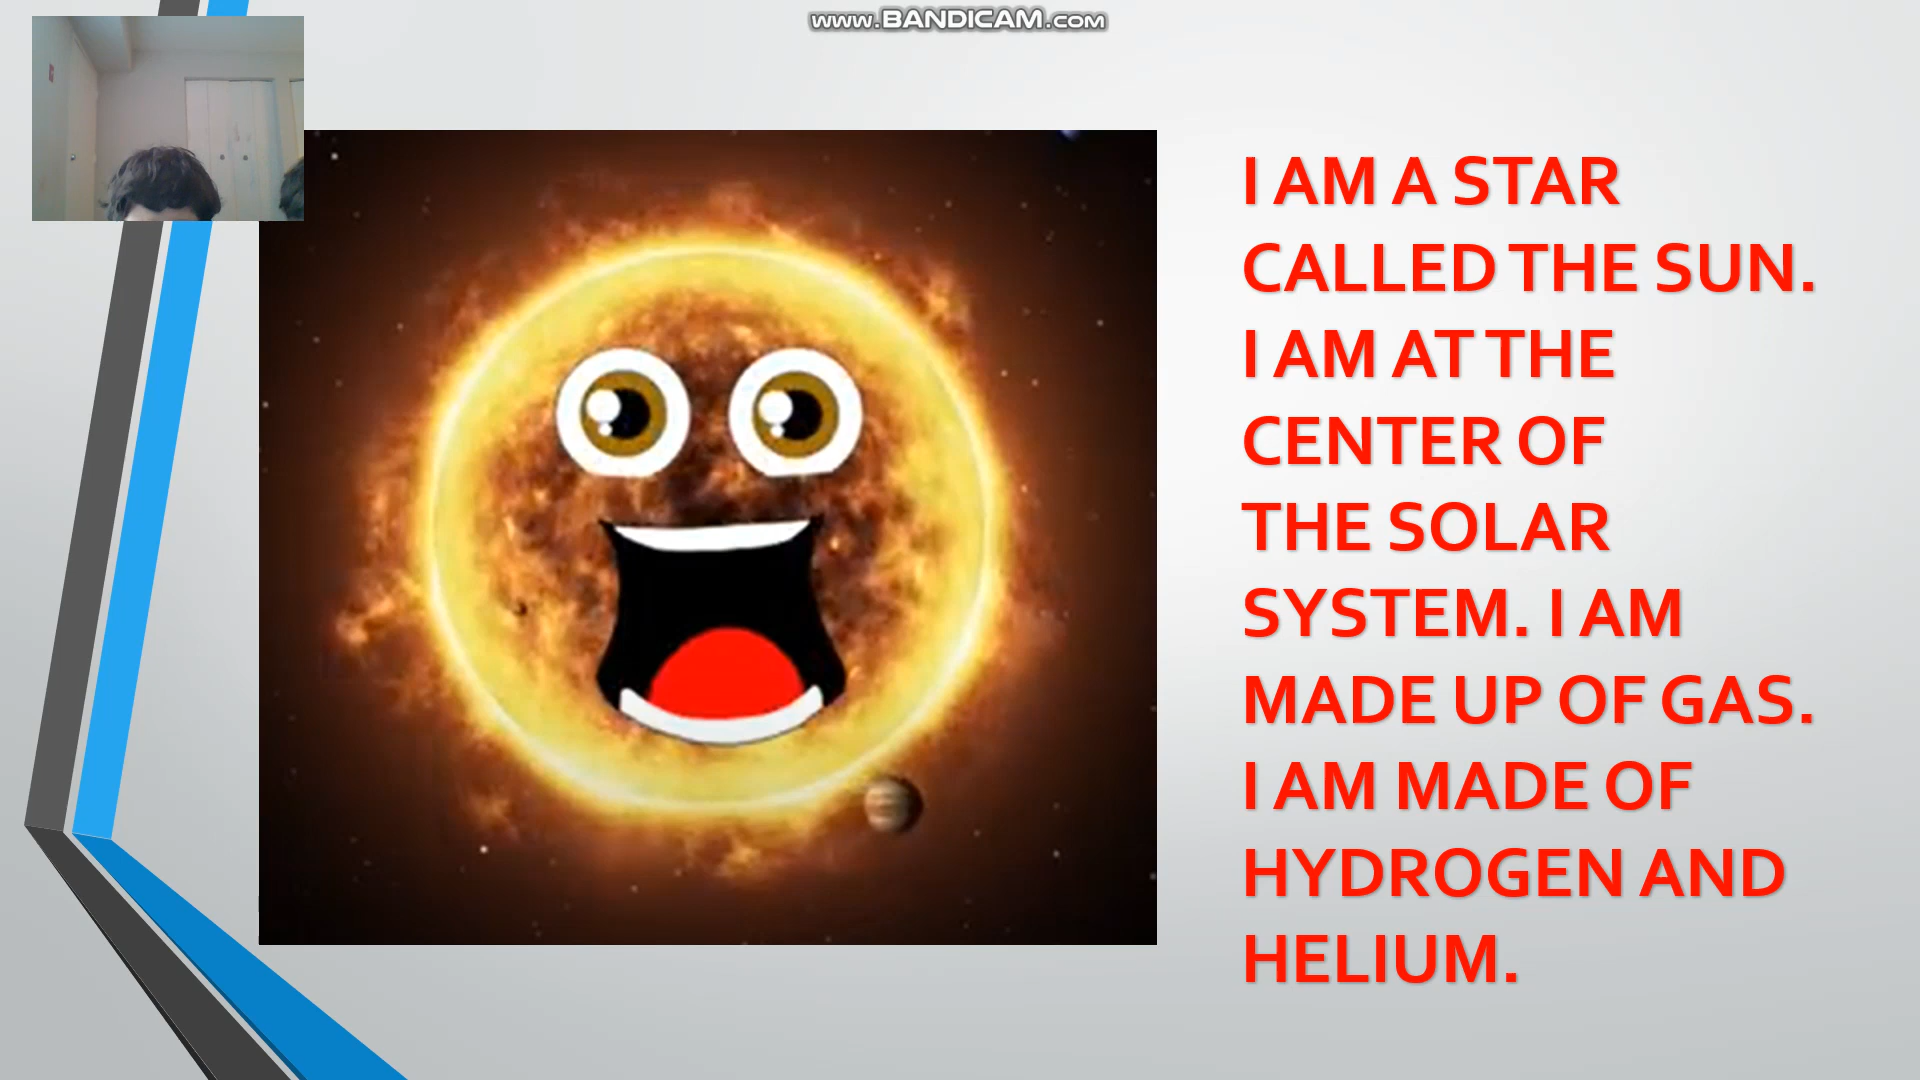 www.BANDICAM.com
I AM A STAR
CALLED THE SUN.
I AM AT THE
CENTER OF
THE SOLAR
SYSTEM. I AM
MADE UP OF GAS.
I AM MADE OF
HYDROGEN AND
HELIUM.